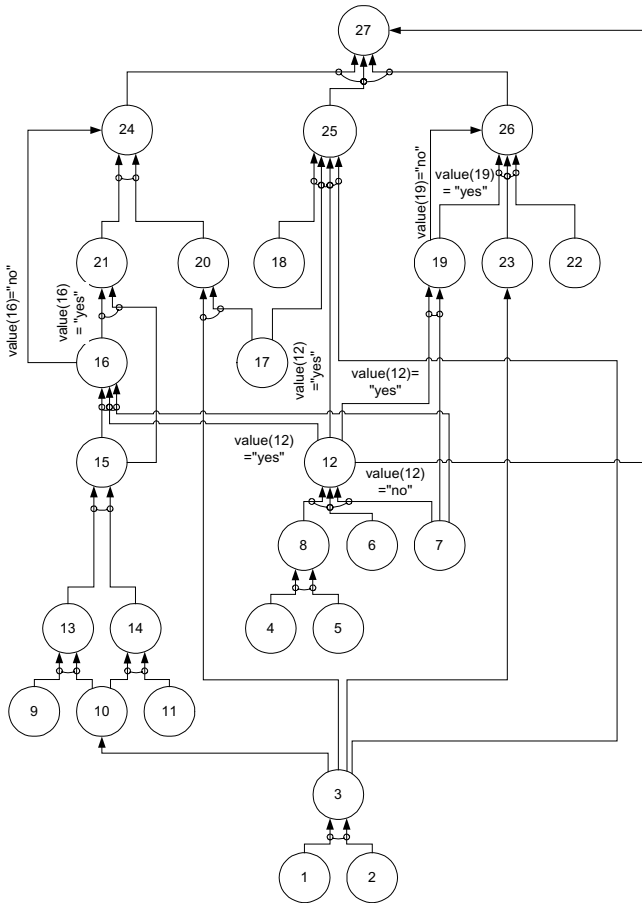 27
24
25
26
value(19)="no"
value(19)
= "yes"
21
20
18
19
23
22
value(16)="no"
value(16)
= "yes"
16
17
value(12)
="yes"
value(12)=
"yes"
15
value(12)
="yes"
12
value(12)
="no"
8
6
7
13
14
4
5
9
10
11
3
1
2